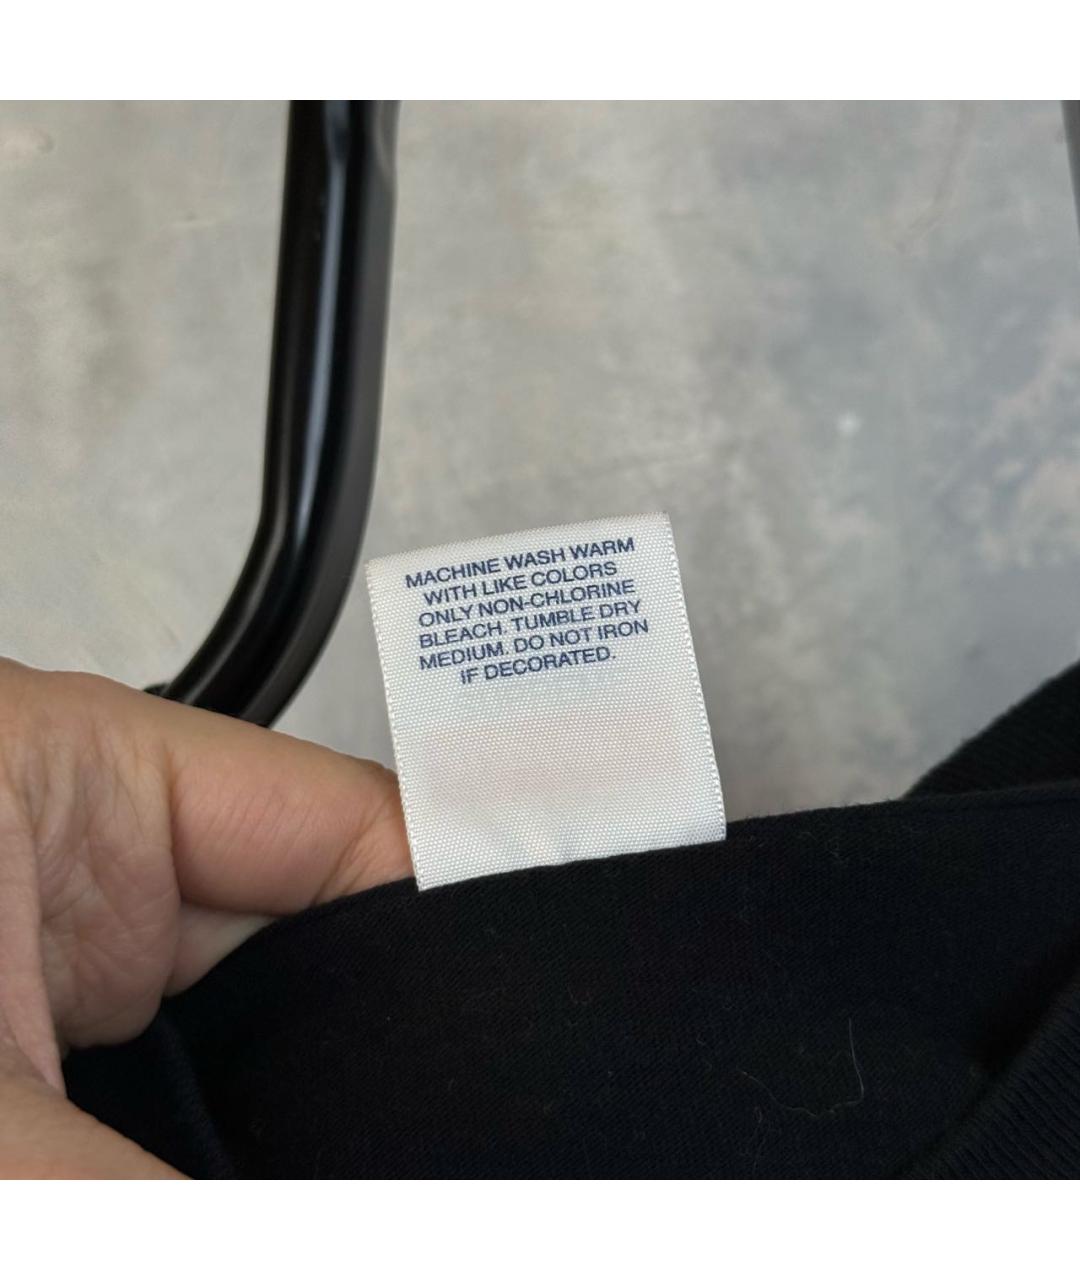 MACHINE WASH WARM
WITH LIKE COLORS
ONLY NON-CHLORINE
BLEACH. TUMBLE DRY
MEDIUM. DO NOT IRON
IF DECORATED.